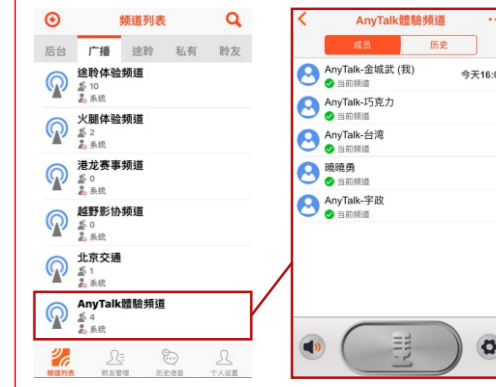 频道列表
后台 广播 途聆 私有 聆友
途聆体验频道
10
系统
火腿体验频道
2
系统
港龙赛事频道
0
系统
越野影协频道
0
系统
北京交通
1
系统
AnyTalk體驗頻道
4
系统
频道列表 聆友管理 历史语音 个人设置
AnyTalk體驗頻道
成员 历史
AnyTalk-金城武 (我) 今天16:0
当前频道
AnyTalk-巧克力
当前频道
AnyTalk-台湾
当前频道
曉曉勇
当前频道
AnyTalk-宇政
当前频道